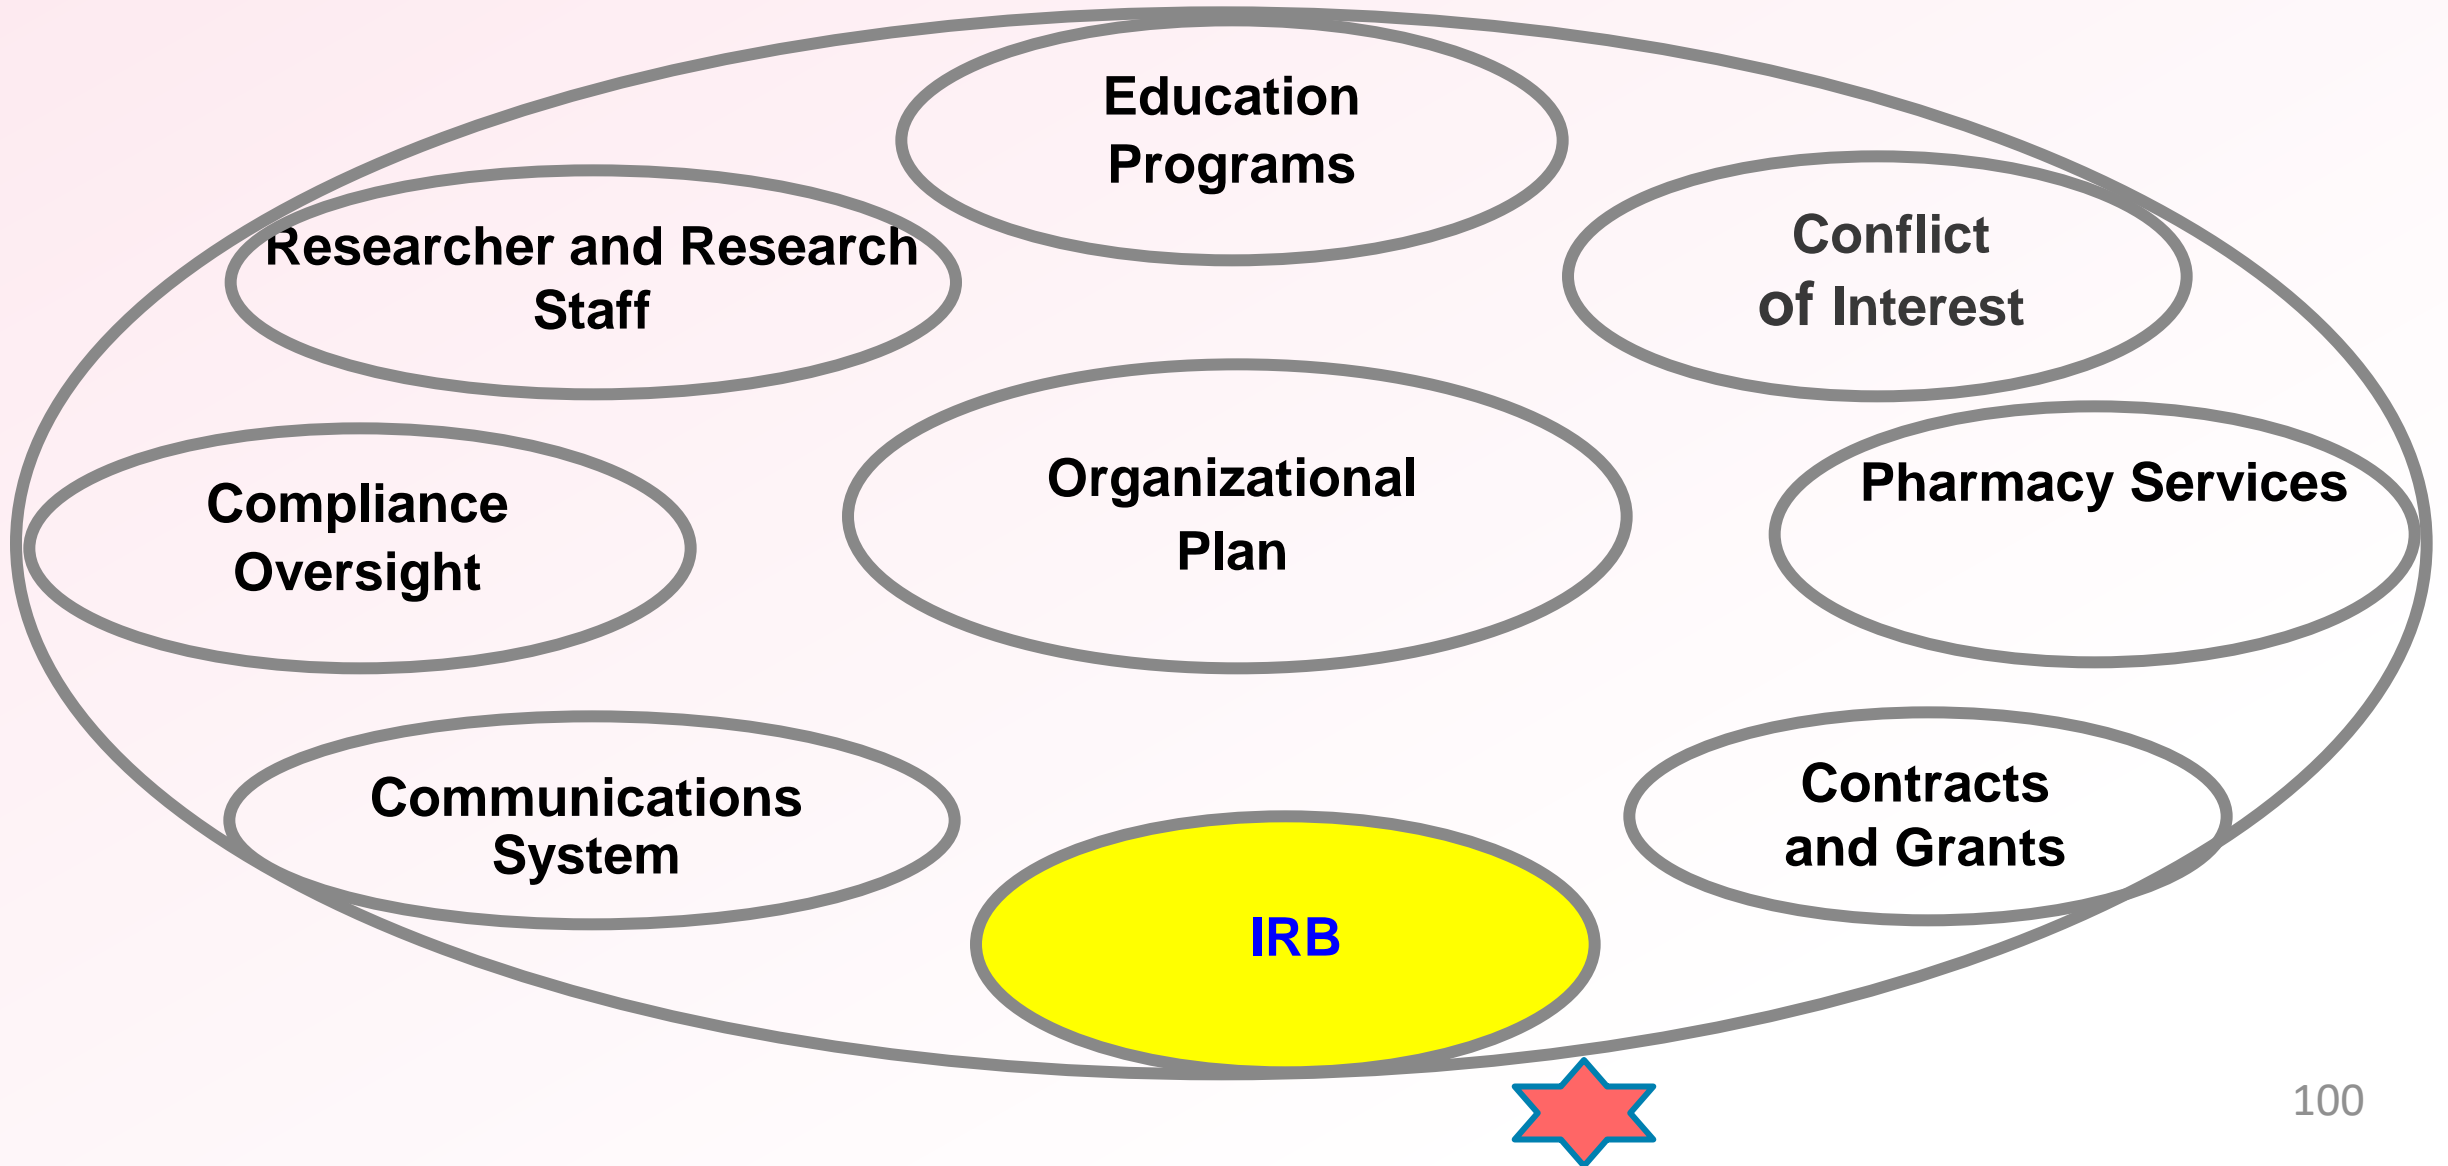 Education
Programs
Researcher and Research
Staff
Conflict
of Interest
Compliance
Oversight
Organizational
Plan
Pharmacy Services
Communications
System
IRB
Contracts
and Grants
100